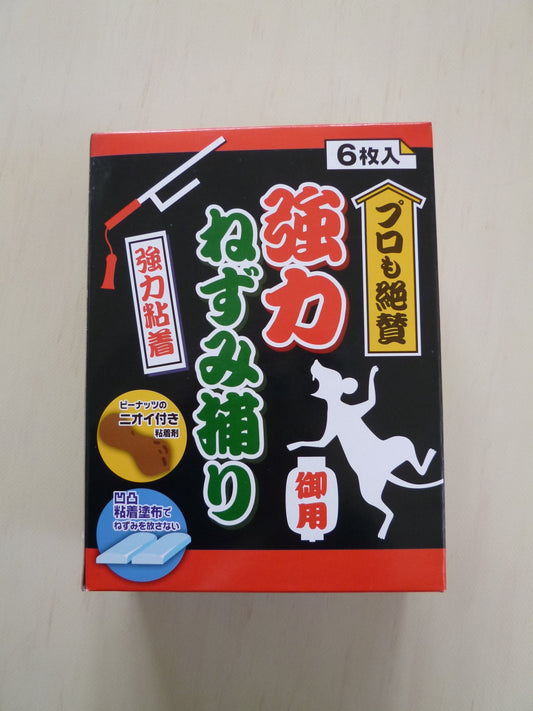 6枚入
プロも絶賛
強力
ねずみ捕り
強力粘着
ピーナッツの
ニオイ付き
粘着剤
凹凸
粘着塗布で
ねずみを放さない
御用